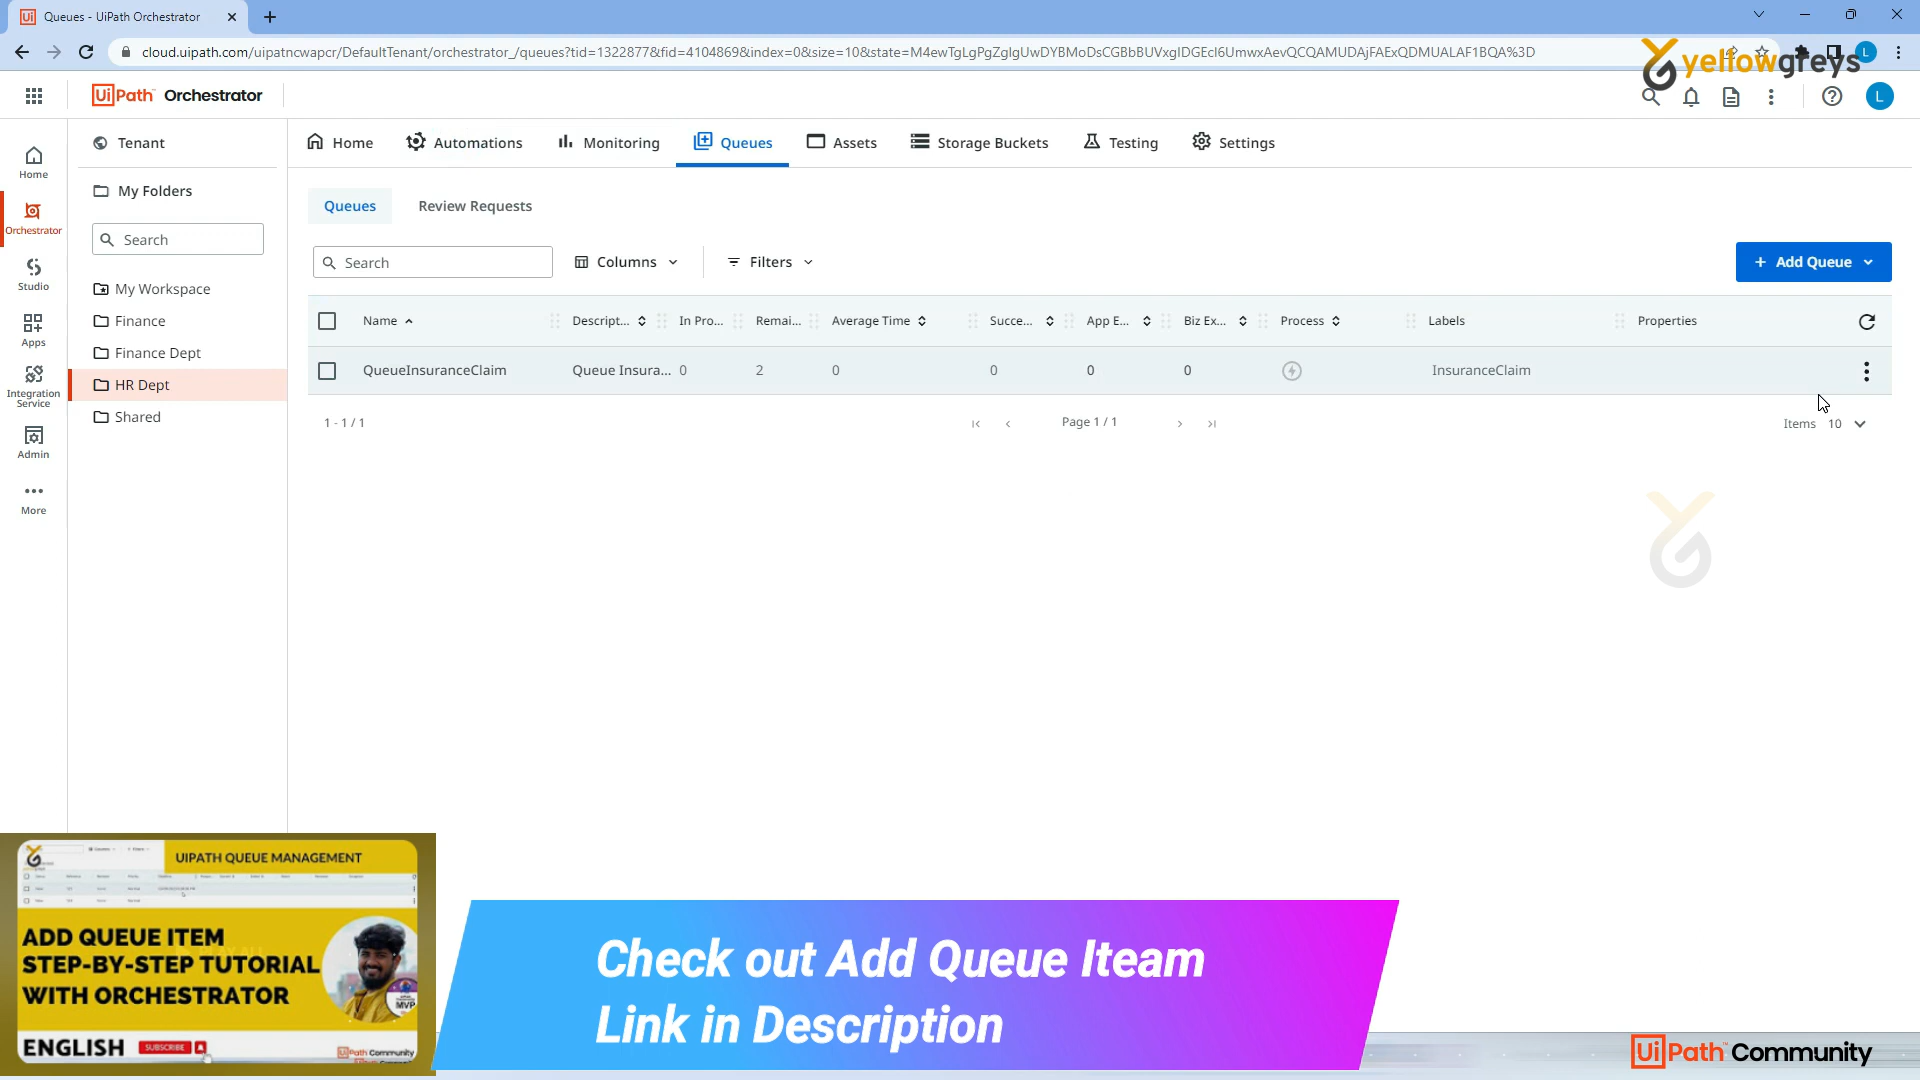 Queues - UiPath Orchestrator
cloud.uipath.com/uipatncwapcr/DefaultTenant/orchestrator_/queues?tid=1322877&fid=4104869&index=0&size=10&state=M4ewTgLgPgZglgUwDYBMoDsCGBbBUVxgIDGEcl6UmwxAevQCQAMUDAjFAExQDMUALAF1BQA%3D
yellowgreys
UiPath Orchestrator
L
Tenant
Home Automations Monitoring Queues Assets Storage Buckets Testing Settings
Home
Orchestrator
Studio
Apps
Integration Service
Admin
More
My Folders
Search
My Workspace
Finance
Finance Dept
HR Dept
Shared
Queues Review Requests
Search Columns Filters + Add Queue
Name Descript... In Pro... Remai... Average Time Succe... App E... Biz Ex... Process Labels Properties
QueueInsuranceClaim Queue Insura... 0 2 0 0 0 0 InsuranceClaim
1 - 1 / 1 Page 1 / 1 Items 10
UIPATH QUEUE MANAGEMENT
ADD QUEUE ITEM
STEP-BY-STEP TUTORIAL
WITH ORCHESTRATOR
MVP
ENGLISH SUBSCRIBE UiPath Community
Check out Add Queue Iteam
Link in Description
UiPath Community